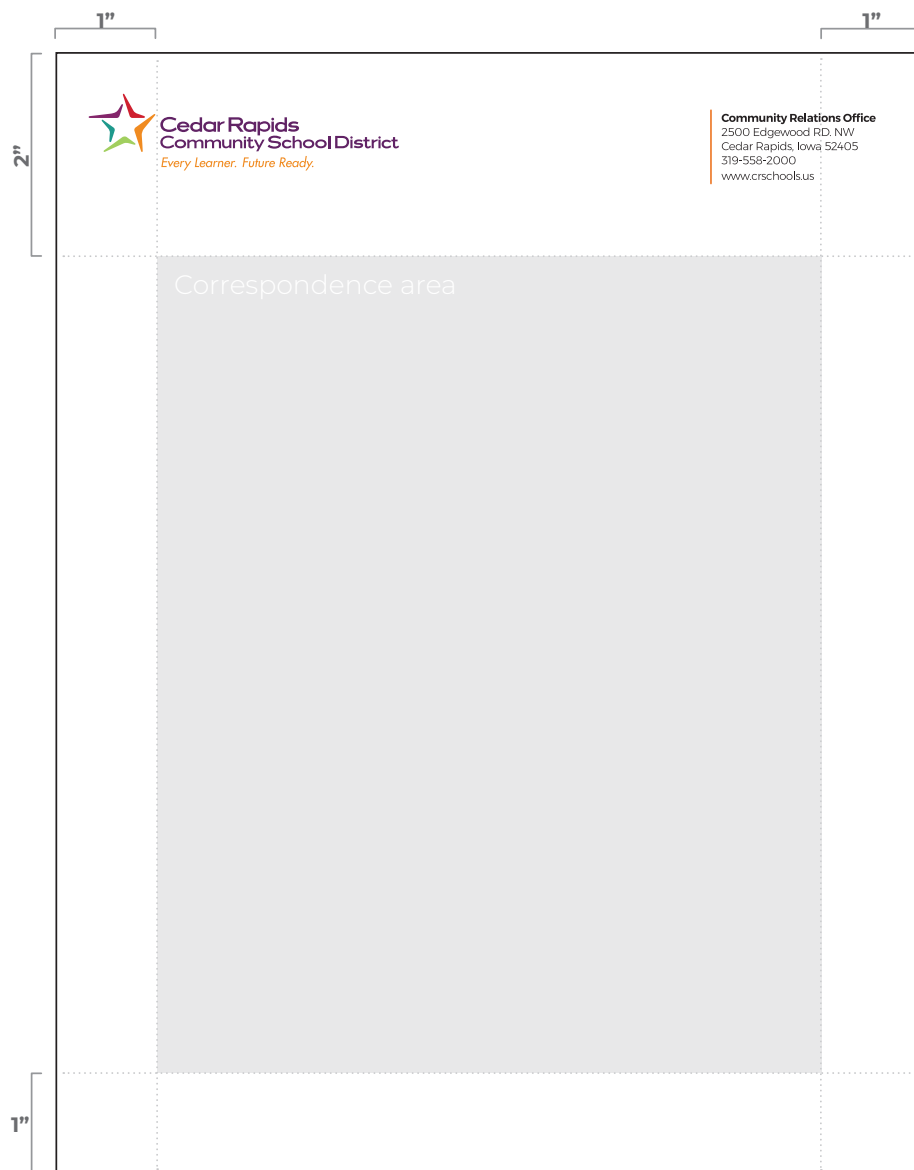 1”
1”
2”
Cedar Rapids
Community School District
Every Learner. Future Ready.
Community Relations Office
2500 Edgewood RD. NW
Cedar Rapids, Iowa 52405
319-558-2000
www.crschools.us
Correspondence area
1”